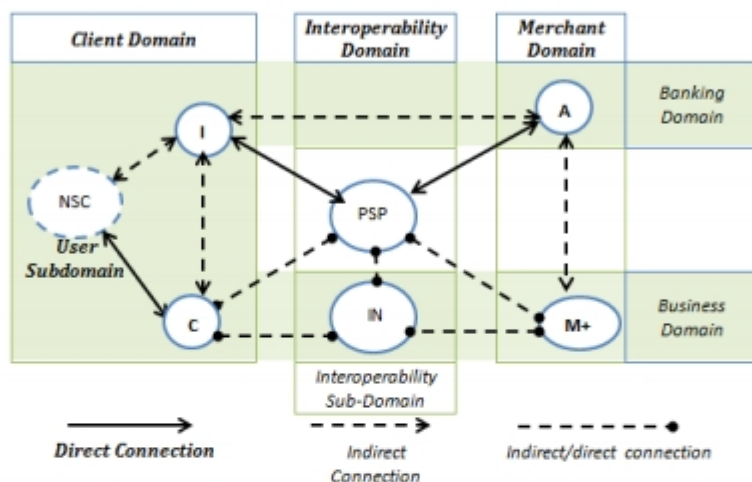 Client Domain
Interoperability
Domain
Merchant
Domain
I
A
Banking
Domain
NSC
PSP
User
Subdomain
C
IN
M+
Business
Domain
Interoperability
Sub-Domain
Direct Connection
Indirect
Connection
Indirect/direct connection